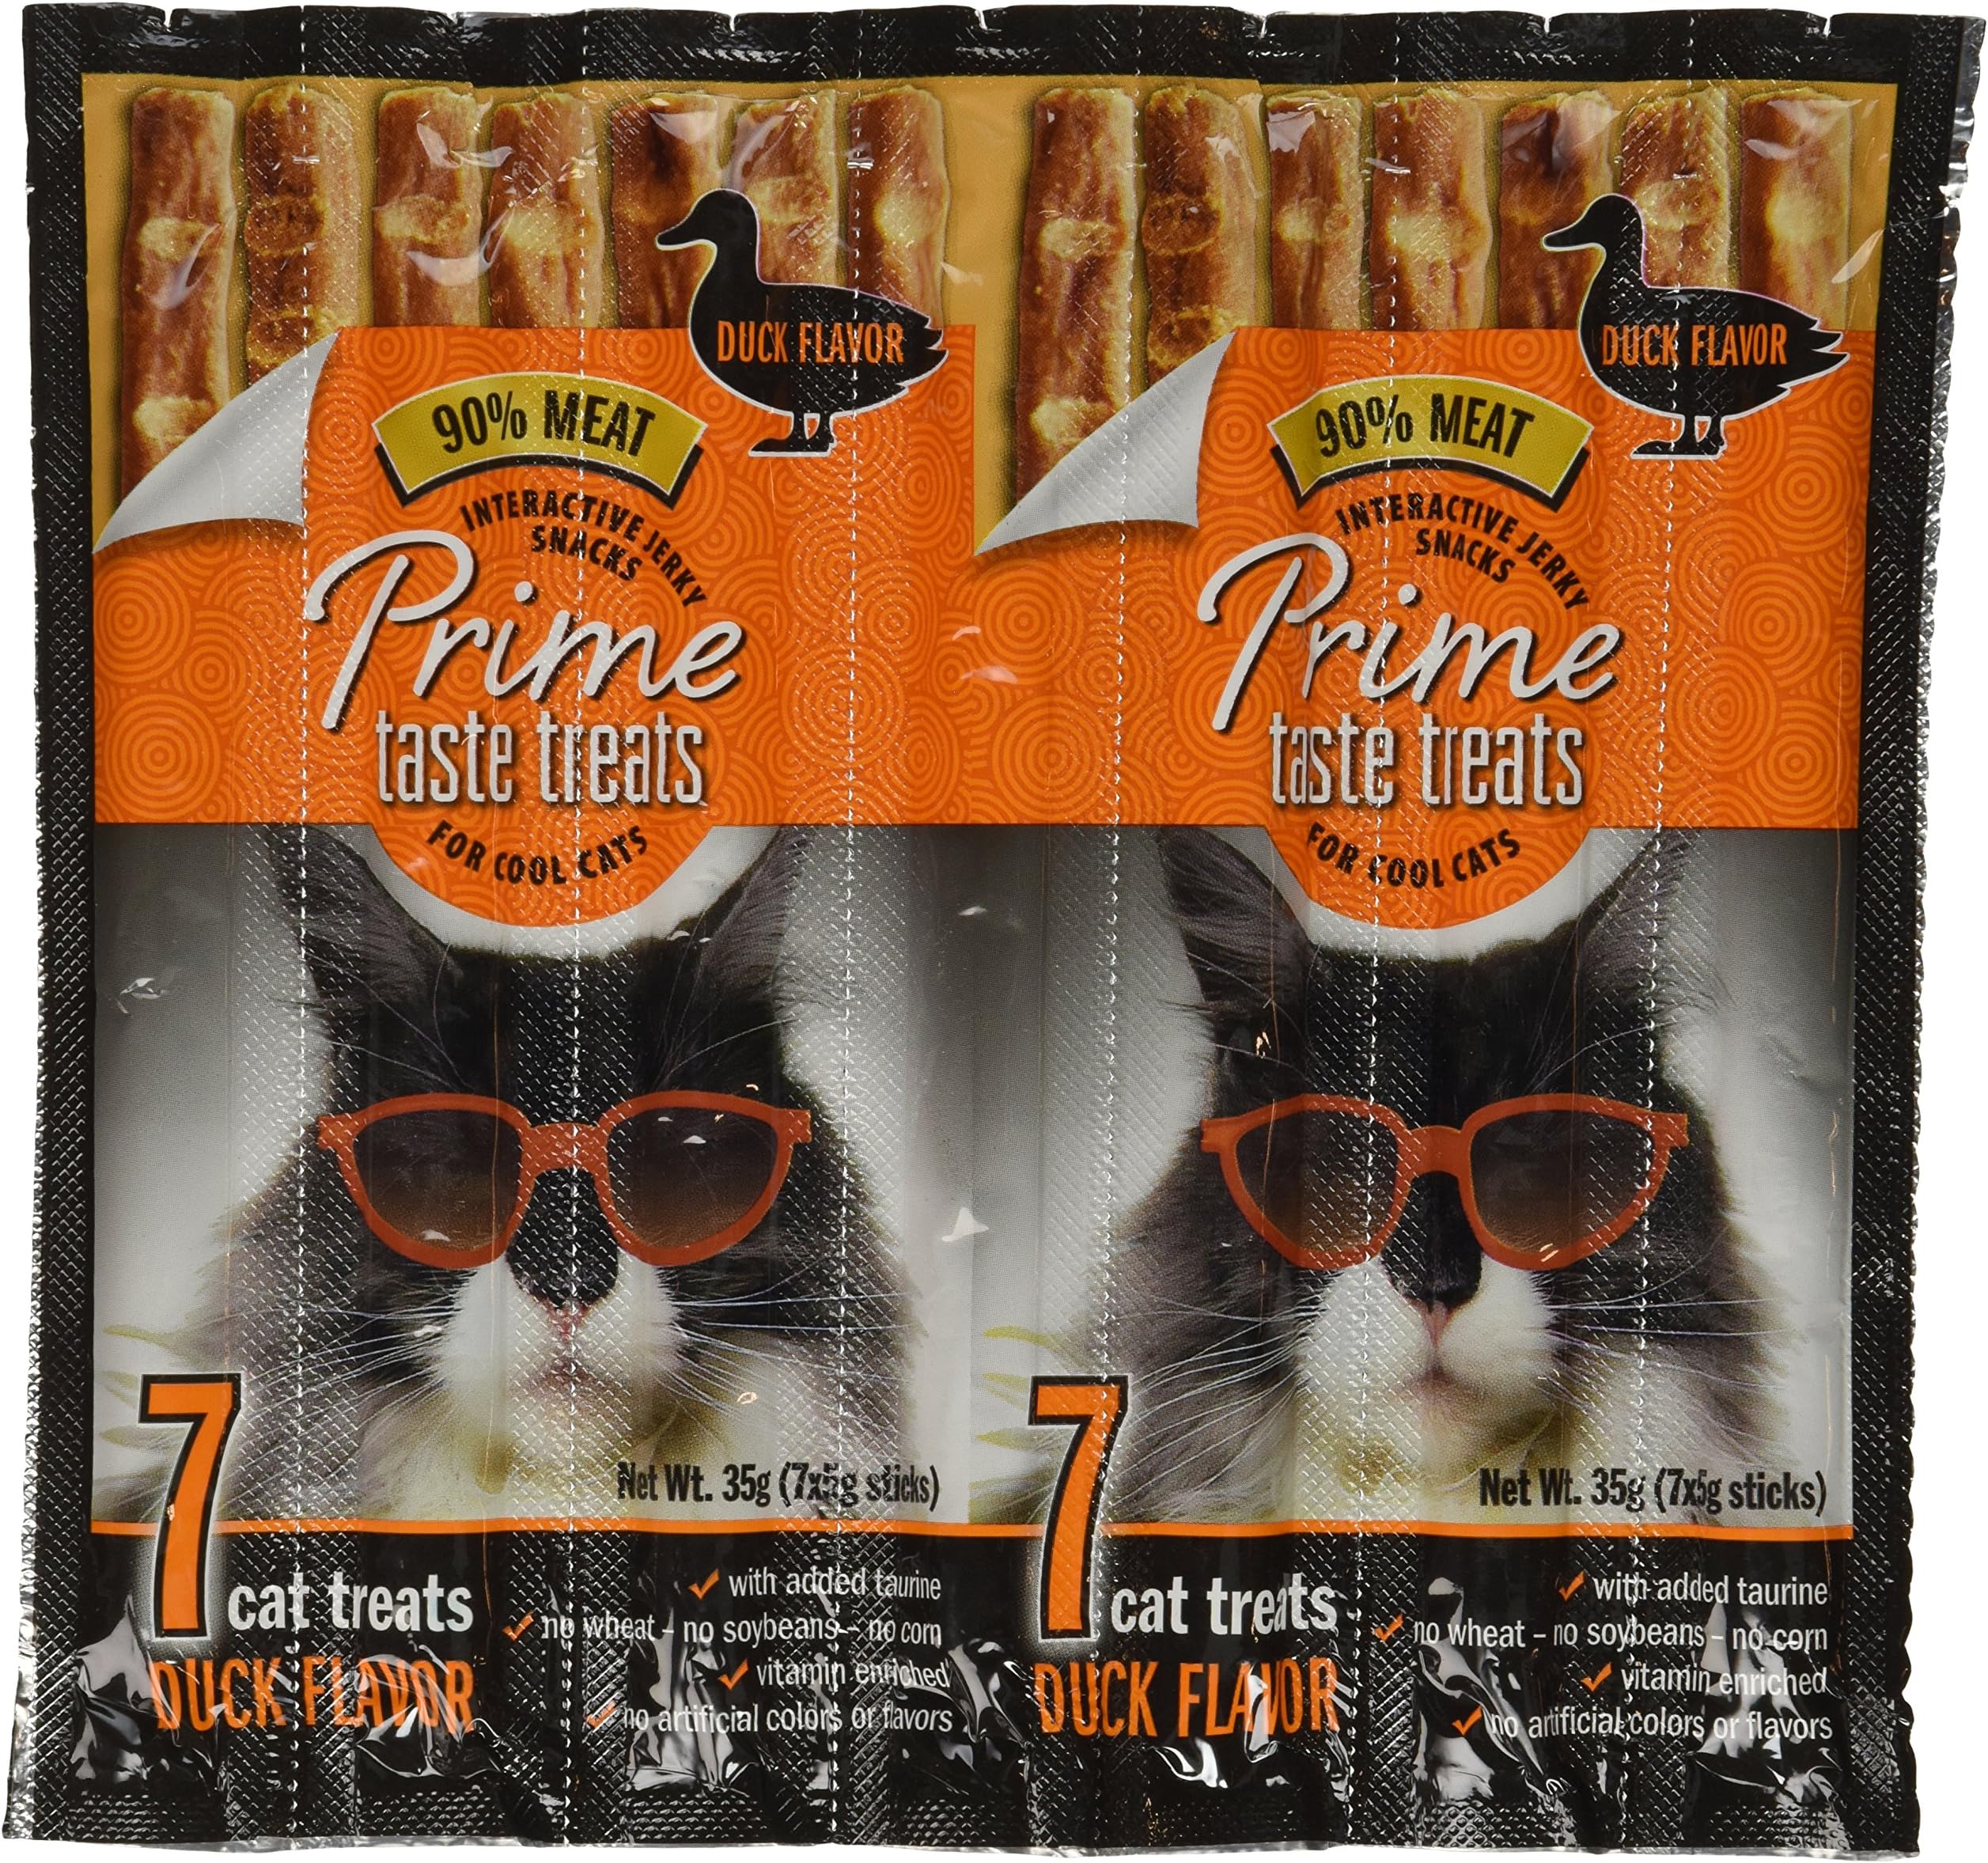 DUCK FLAVOR
90% MEAT
INTERACTIVE JERKY
SNACKS
Prime
taste treats
FOR COOL CATS
Net Wt. 35g (7x5g sticks)
7 cat treats
DUCK FLAVOR
with added taurine
no wheat – no soybeans – no corn
vitamin enriched
no artificial colors or flavors
DUCK FLAVOR
90% MEAT
INTERACTIVE JERKY
SNACKS
Prime
taste treats
FOR COOL CATS
Net Wt. 35g (7x5g sticks)
7 cat treats
DUCK FLAVOR
with added taurine
no wheat – no soybeans – no corn
vitamin enriched
no artificial colors or flavors